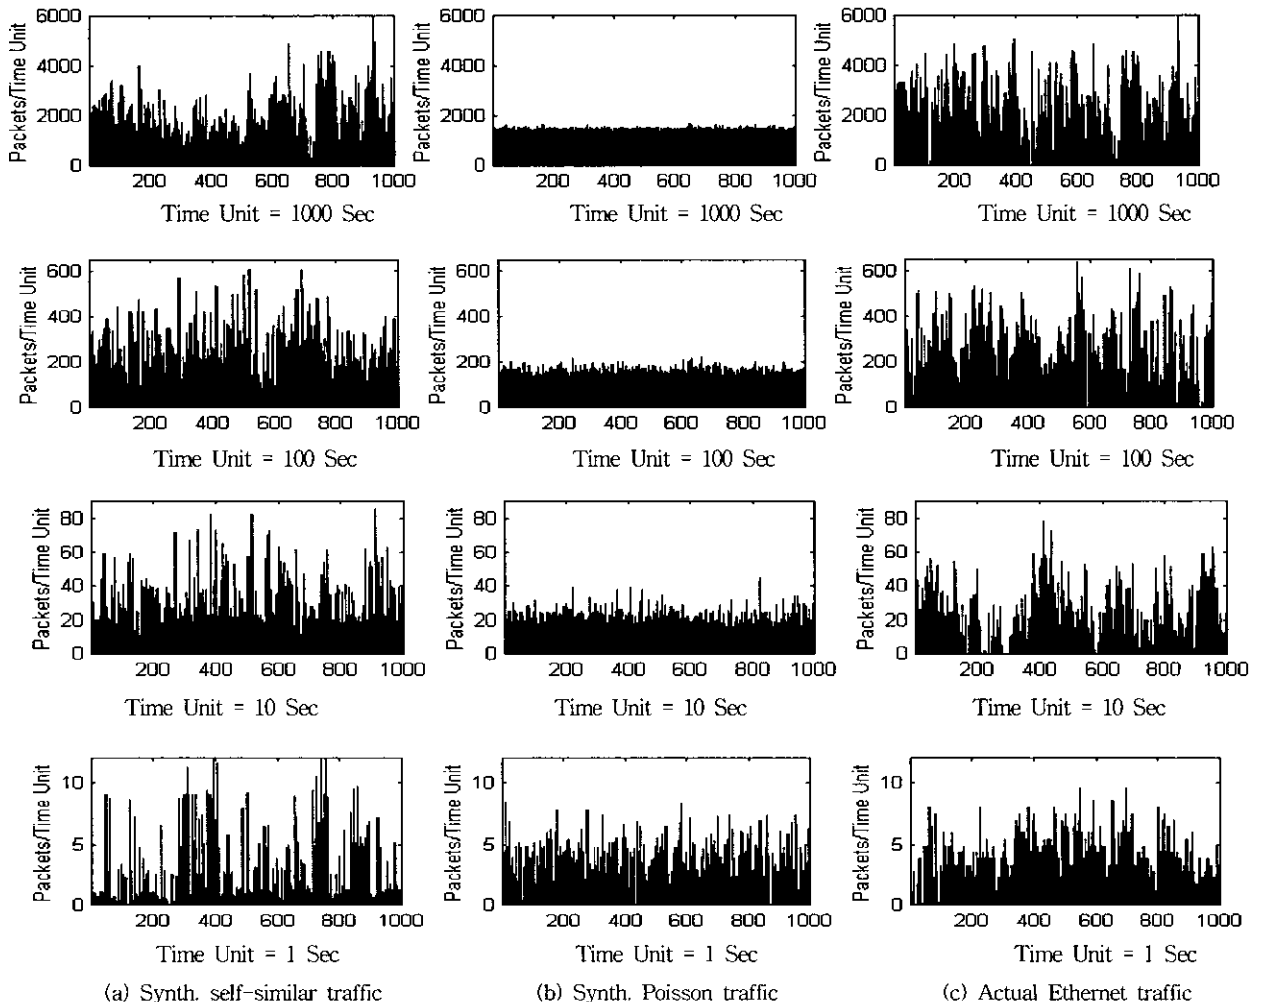 Packets/Time Unit
6000
4000
2000
0
200 400 600 800 1000
Time Unit = 1000 Sec
Packets/Time Unit
6000
4000
2000
0
200 400 600 800 1000
Time Unit = 1000 Sec
Packets/Time Unit
6000
4000
2000
0
200 400 600 800 1000
Time Unit = 1000 Sec
Packets/Time Unit
600
400
200
0
200 400 600 800 1000
Time Unit = 100 Sec
Packets/Time Unit
600
400
200
0
200 400 600 800 1000
Time Unit = 100 Sec
Packets/Time Unit
600
400
200
0
200 400 600 800 1000
Time Unit = 100 Sec
Packets/Time Unit
80
60
40
20
0
200 400 600 800 1000
Time Unit = 10 Sec
Packets/Time Unit
80
60
40
20
0
200 400 600 800 1000
Time Unit = 10 Sec
Packets/Time Unit
80
60
40
20
0
200 400 600 800 1000
Time Unit = 10 Sec
Packets/Time Unit
10
5
0
200 400 600 800 1000
Time Unit = 1 Sec
Packets/Time Unit
10
5
0
200 400 600 800 1000
Time Unit = 1 Sec
Packets/Time Unit
10
5
0
200 400 600 800 1000
Time Unit = 1 Sec
(a) Synth. self-similar traffic
(b) Synth. Poisson traffic
(c) Actual Ethernet traffic